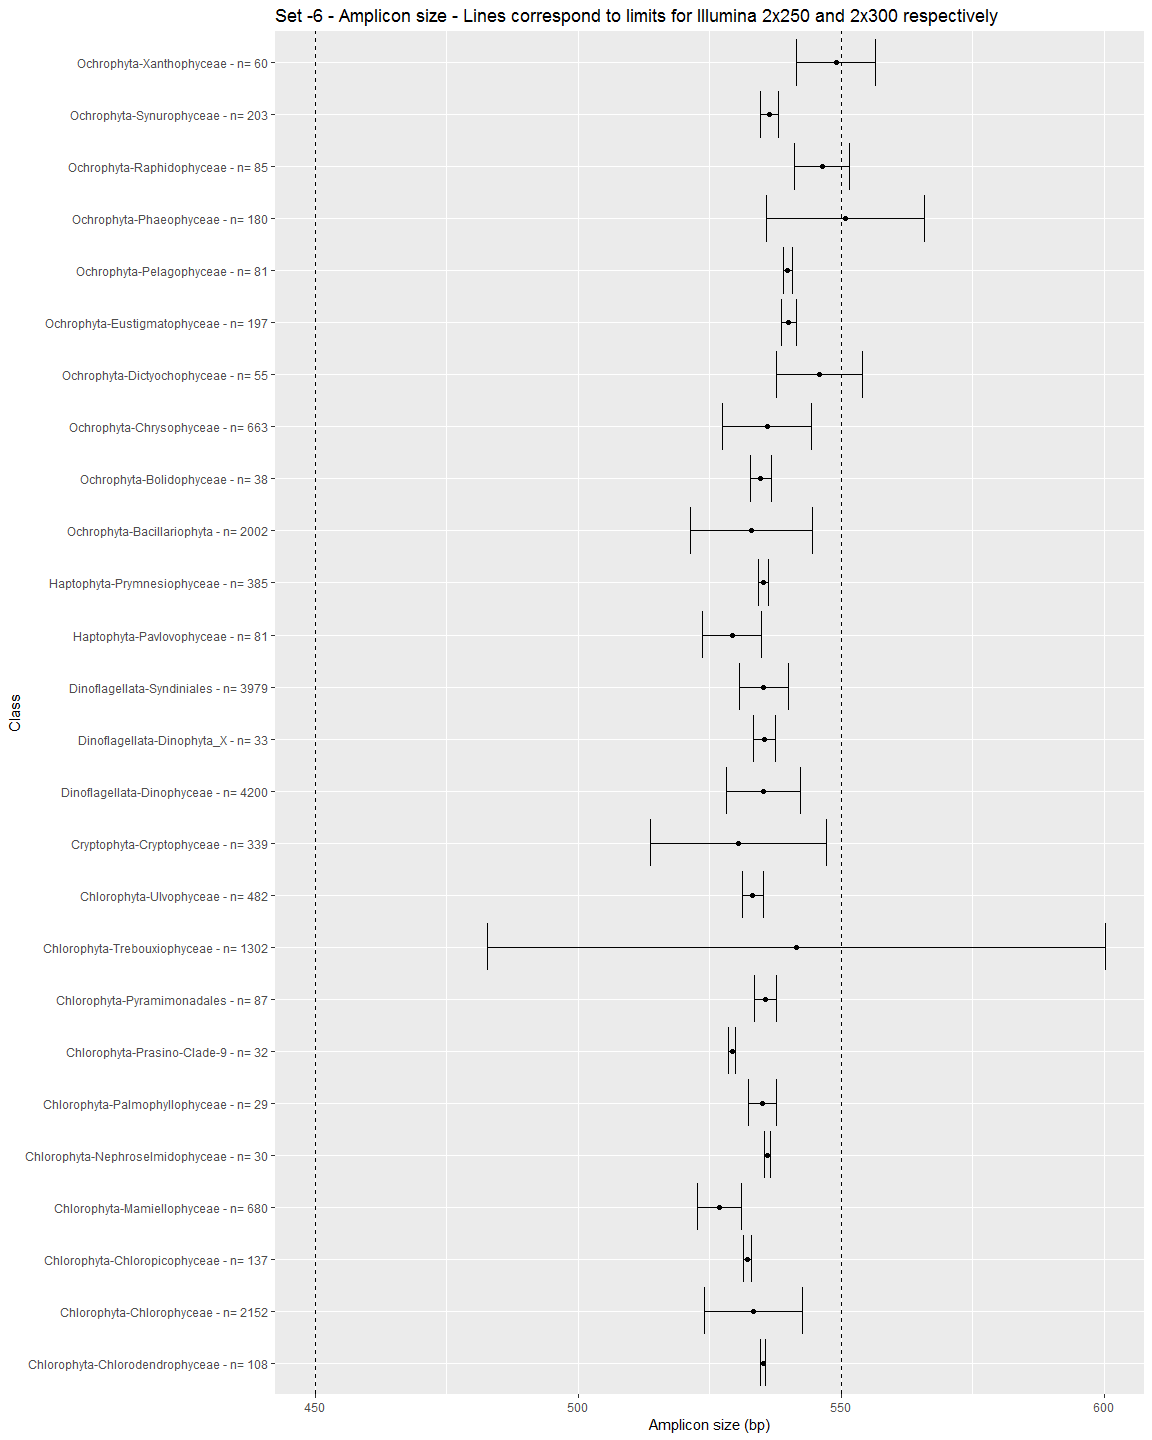 Set -6 - Amplicon size - Lines correspond to limits for Illumina 2x250 and 2x300 respectively
Class
Ochrophyta-Xanthophyceae - n= 60
Ochrophyta-Synurophyceae - n= 203
Ochrophyta-Raphidophyceae - n= 85
Ochrophyta-Phaeophyceae - n= 180
Ochrophyta-Pelagophyceae - n= 81
Ochrophyta-Eustigmatophyceae - n= 197
Ochrophyta-Dictyochophyceae - n= 55
Ochrophyta-Chrysophyceae - n= 663
Ochrophyta-Bolidophyceae - n= 38
Ochrophyta-Bacillariophyta - n= 2002
Haptophyta-Prymnesiophyceae - n= 385
Haptophyta-Pavlovophyceae - n= 81
Dinoflagellata-Syndiniales - n= 3979
Dinoflagellata-Dinophyta_X - n= 33
Dinoflagellata-Dinophyceae - n= 4200
Cryptophyta-Cryptophyceae - n= 339
Chlorophyta-Ulvophyceae - n= 482
Chlorophyta-Trebouxiophyceae - n= 1302
Chlorophyta-Pyramimonadales - n= 87
Chlorophyta-Prasino-Clade-9 - n= 32
Chlorophyta-Palmophyllophyceae - n= 29
Chlorophyta-Nephroselmidophyceae - n= 30
Chlorophyta-Mamiellophyceae - n= 680
Chlorophyta-Chloropicophyceae - n= 137
Chlorophyta-Chlorophyceae - n= 2152
Chlorophyta-Chlorodendrophyceae - n= 108
450 500 550 600
Amplicon size (bp)